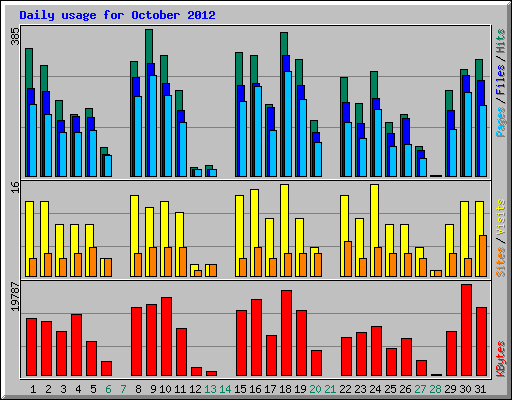 Daily usage for October 2012
385
Pages / Files / Hits
16
Sites / Visits
19787
KBytes
1 2 3 4 5 6 7 8 9 10 11 12 13 14 15 16 17 18 19 20 21 22 23 24 25 26 27 28 29 30 31